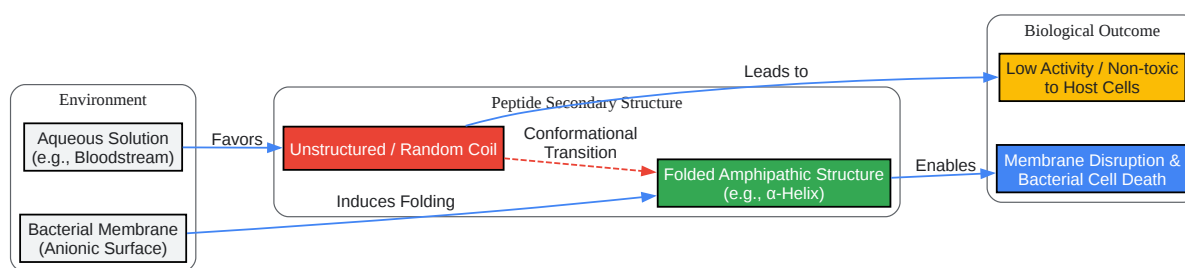 Environment
Aqueous Solution
(e.g., Bloodstream)
Bacterial Membrane
(Anionic Surface)
Favors
Induces Folding
Peptide Secondary Structure
Unstructured / Random Coil
Conformational
Transition
Folded Amphipathic Structure
(e.g., α-Helix)
Leads to
Enables
Biological Outcome
Low Activity / Non-toxic
to Host Cells
Membrane Disruption &
Bacterial Cell Death